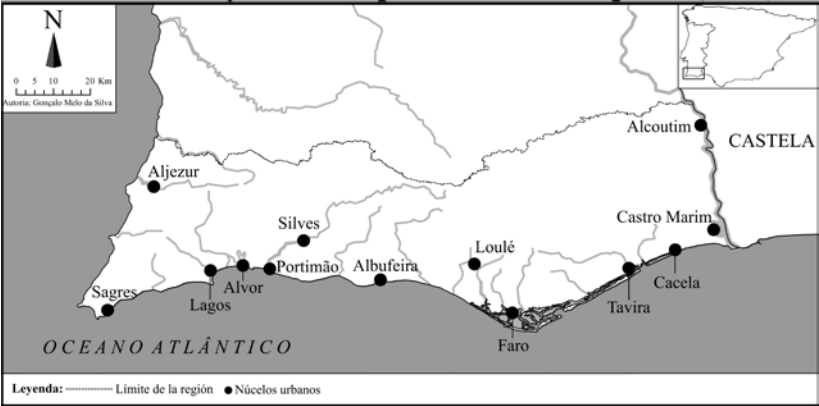 N
0 5 10 20 Km
Autoria: Gonçalo Melo da Silva
Alcoutim
CASTELA
Aljezur
Castro Marim
Silves
Loulé
Portimão
Albufeira
Alvor
Lagos
Sagres
Cacela
Tavira
Faro
OCEANO ATLÂNTICO
Leyenda: Límite de la región Núcelos urbanos